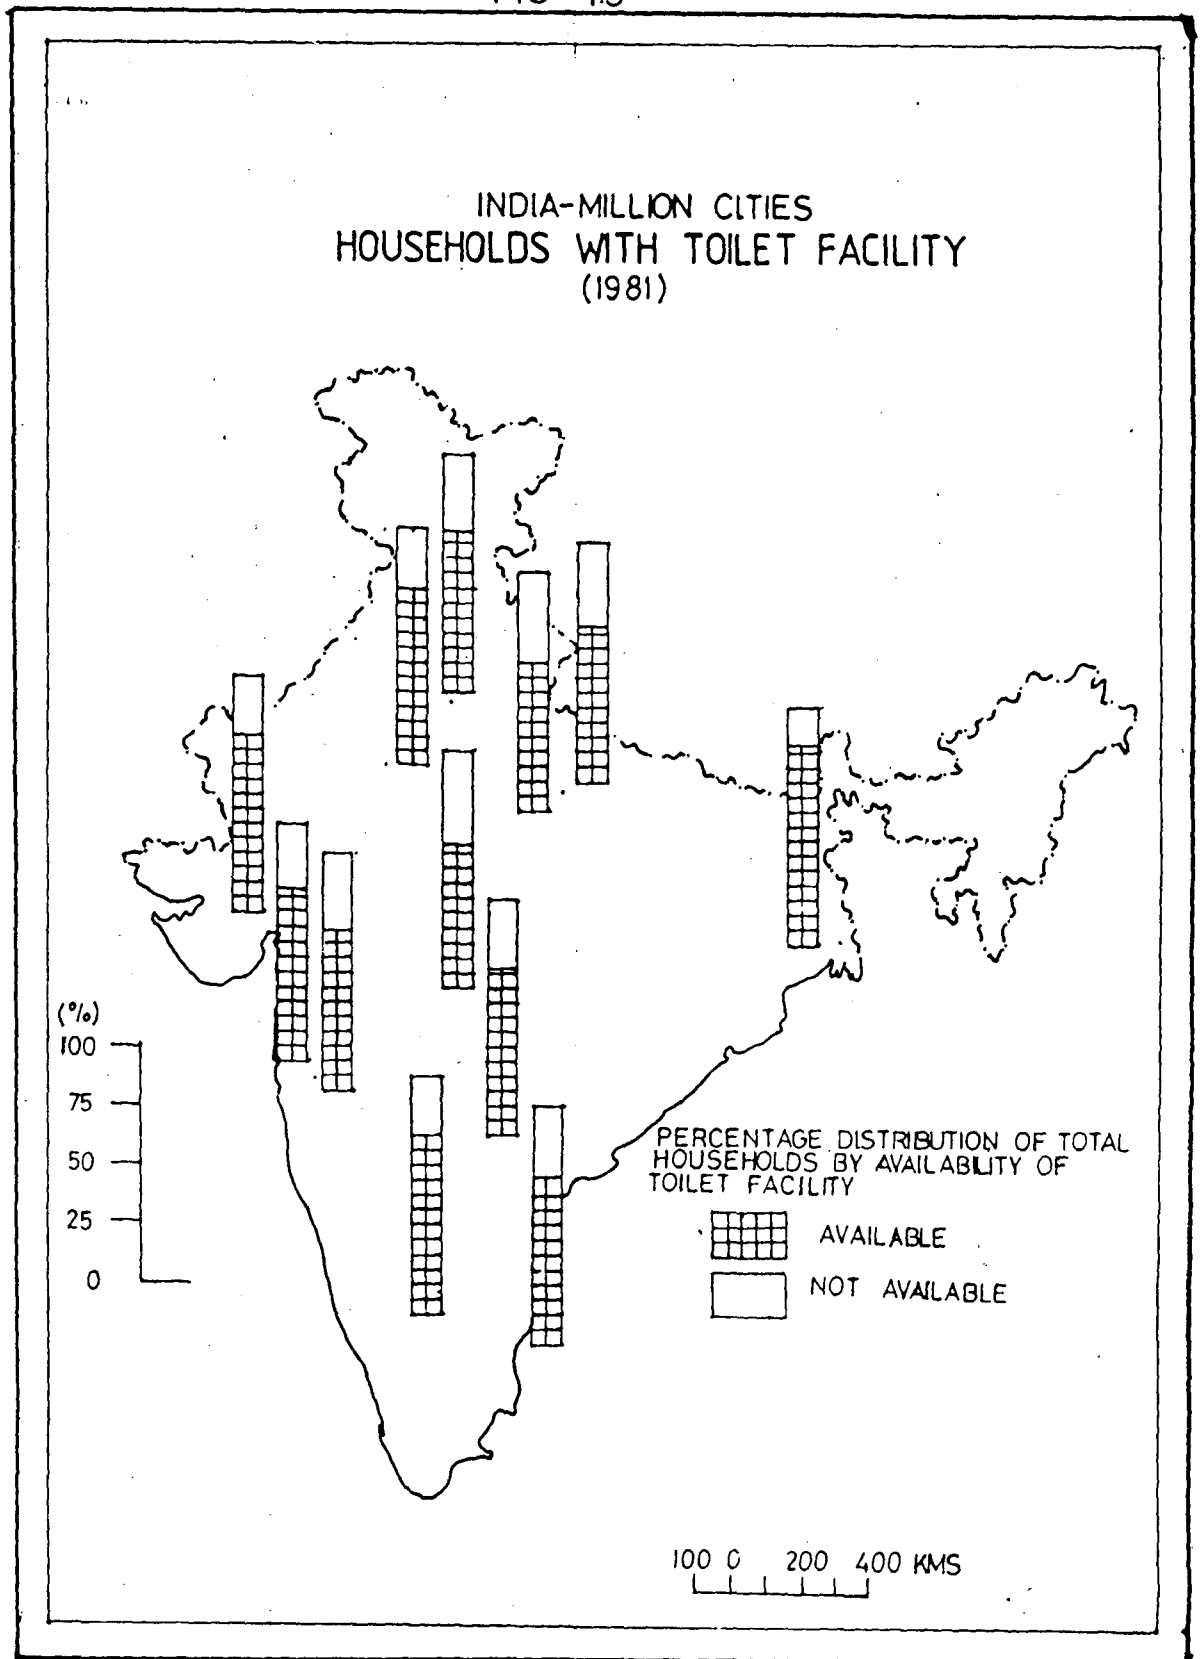 INDIA-MILLION CITIES
HOUSEHOLDS WITH TOILET FACILITY
(1981)
(%)
100
75
50
25
0
PERCENTAGE DISTRIBUTION OF TOTAL
HOUSEHOLDS BY AVAILABILITY OF
TOILET FACILITY
AVAILABLE
NOT AVAILABLE
100 0 200 400 KMS